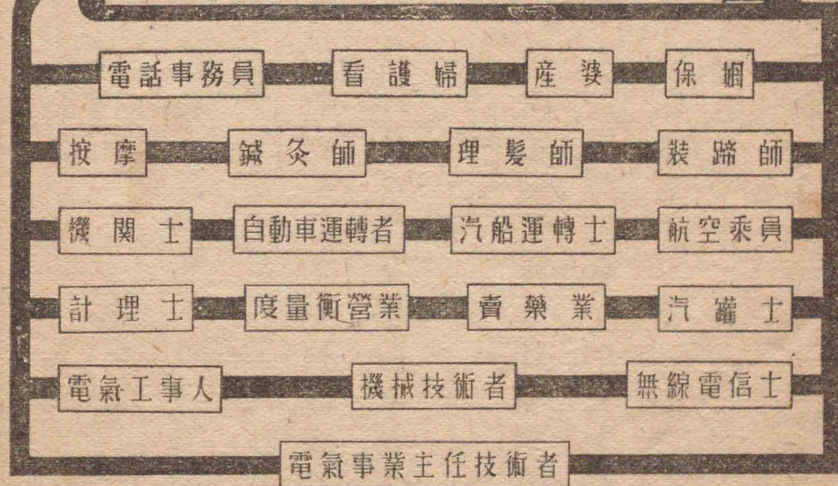 電話事務員 看護婦 産婆 保姆
按摩 鍼灸師 理髪師 装蹄師
機関士 自動車運轉者 汽船運轉士 航空乘員
計理士 度量衡營業 賣藥業 汽罐士
電氣工事人 機械技術者 無線電信士
電氣事業主任技術者